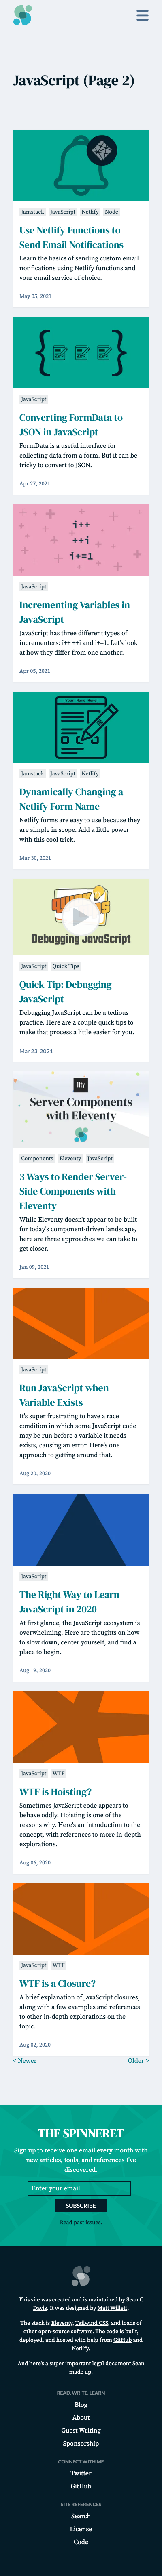 JavaScript (Page 2)
Jamstack JavaScript Netlify Node
Use Netlify Functions to
Send Email Notifications
Learn the basics of sending custom email
notifications using Netlify functions and
your email service of choice.
May 05, 2021
JavaScript
Converting FormData to
JSON in JavaScript
FormData is a useful interface for
collecting data from a form. But it can be
tricky to convert to JSON.
Apr 27, 2021
i++
++i
i+=1
JavaScript
Incrementing Variables in
JavaScript
JavaScript has three different types of
incrementors: i++ ++i and i+=1. Let's look
at how they differ from one another.
Apr 05, 2021
Jamstack JavaScript Netlify
Dynamically Changing a
Netlify Form Name
Netlify forms are easy to use because they
are simple in scope. Add a little power
with this cool trick.
Mar 30, 2021
QUICK
Debugging JavaScript
JavaScript Quick Tips
Quick Tip: Debugging
JavaScript
Debugging JavaScript can be a tedious
practice. Here are a couple quick tips to
make that process a little easier for you.
Mar 23, 2021
11ty
Server Components
with Eleventy
Components Eleventy JavaScript
3 Ways to Render Server-
Side Components with
Eleventy
While Eleventy doesn't appear to be built
for today's component-driven landscape,
here are three approaches we can take to
get closer.
Jan 09, 2021
JavaScript
Run JavaScript when
Variable Exists
It's super frustrating to have a race
condition in which some JavaScript code
may be run before a variable it needs
exists, causing an error. Here's one
approach to getting around that.
Aug 20, 2020
JavaScript
The Right Way to Learn
JavaScript in 2020
At first glance, the JavaScript ecosystem is
overwhelming. Here are thoughts on how
to slow down, center yourself, and find a
place to begin.
Aug 19, 2020
JavaScript WTF
WTF is Hoisting?
Sometimes JavaScript code appears to
behave oddly. Hoisting is one of the
reasons why. Here's an introduction to the
concept, with references to more in-depth
explorations.
Aug 06, 2020
JavaScript WTF
WTF is a Closure?
A brief explanation of JavaScript closures,
along with a few examples and references
to other in-depth explorations on the
topic.
Aug 02, 2020
< Newer Older >
THE SPINNERET
Sign up to receive one email every month with
new articles, tools, and references I've
discovered.
Enter your email
SUBSCRIBE
Read past issues.
This site was created and is maintained by Sean C
Davis. It was designed by Matt Willett.
The stack is Eleventy, Tailwind CSS, and loads of
other open-source software. The code is built,
deployed, and hosted with help from GitHub and
Netlify.
And here's a super important legal document Sean
made up.
READ, WRITE, LEARN
Blog
About
Guest Writing
Sponsorship
CONNECT WITH ME
Twitter
GitHub
SITE REFERENCES
Search
License
Code